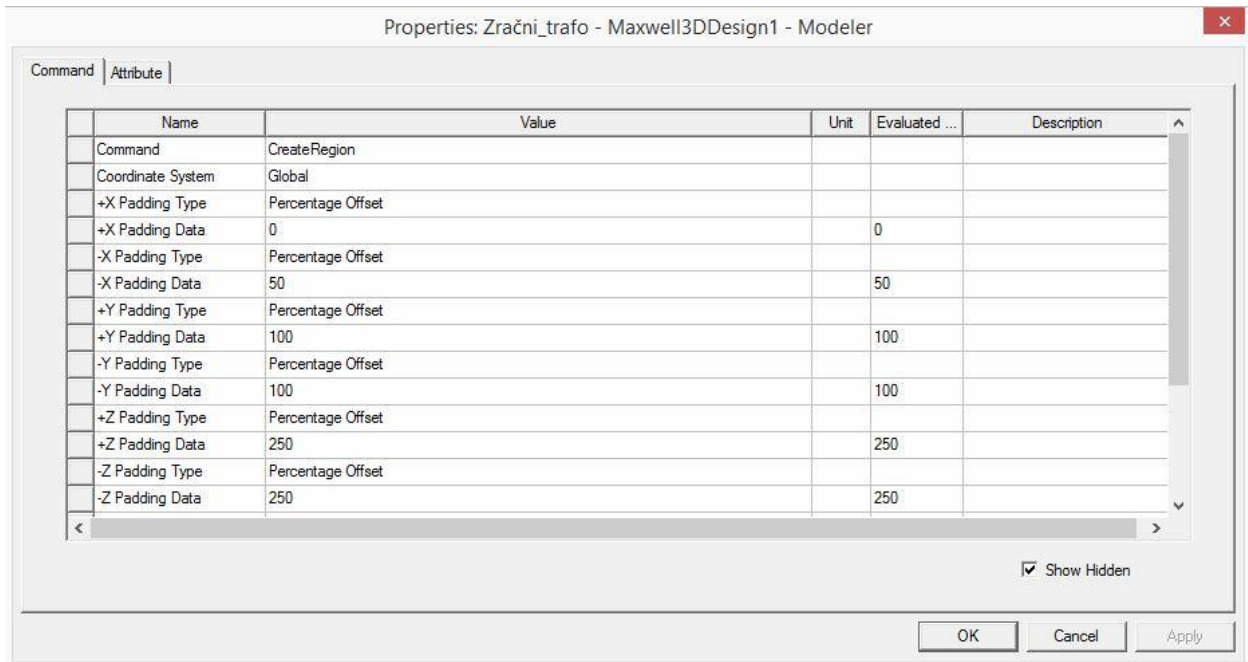 Properties: Zračni_trafo - Maxwell3DDesign1 - Modeler
Command Attribute
Name Value Unit Evaluated ... Description
Command CreateRegion
Coordinate System Global
+X Padding Type Percentage Offset
+X Padding Data 0 0
-X Padding Type Percentage Offset
-X Padding Data 50 50
+Y Padding Type Percentage Offset
+Y Padding Data 100 100
-Y Padding Type Percentage Offset
-Y Padding Data 100 100
+Z Padding Type Percentage Offset
+Z Padding Data 250 250
-Z Padding Type Percentage Offset
-Z Padding Data 250 250
Show Hidden
OK Cancel Apply